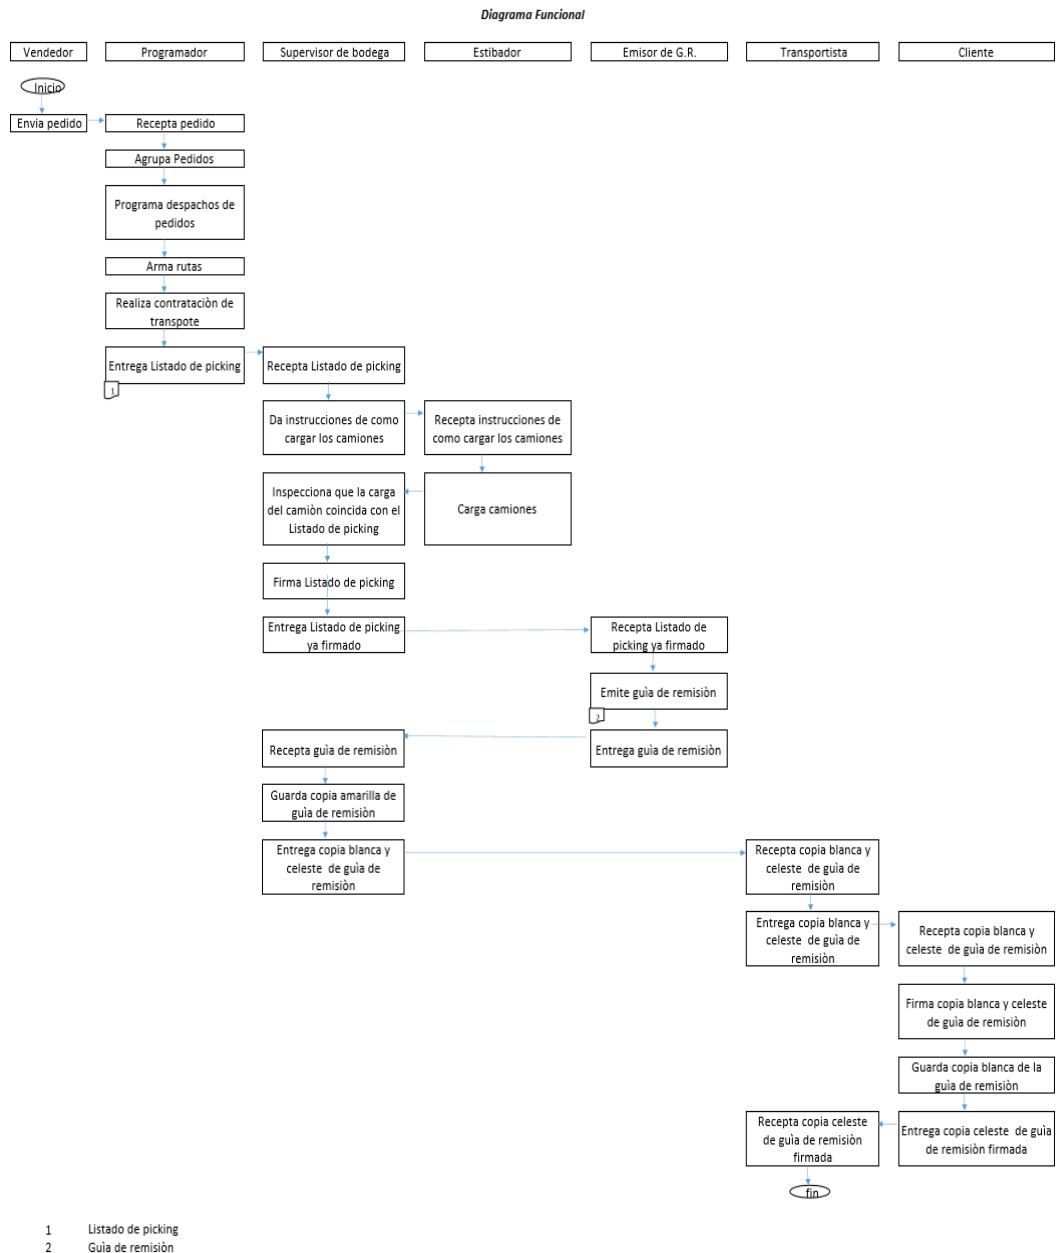 Diagrama Funcional
Vendedor
Programador
Supervisor de bodega
Estibador
Emisor de G.R.
Transportista
Cliente
Inicio
Envia pedido
Recepta pedido
Agrupa Pedidos
Programa despachos de
pedidos
Arma rutas
Realiza contrataciòn de
transpote
Entrega Listado de picking
1
Recepta Listado de picking
Da instrucciones de como
cargar los camiones
Recepta instrucciones de
como cargar los camiones
Inspecciona que la carga
del camiòn coincida con el
Listado de picking
Carga camiones
Firma Listado de picking
Entrega Listado de picking
ya firmado
Recepta Listado de
picking ya firmado
Emite guìa de remisiòn
2
Entrega guìa de remisiòn
Recepta guìa de remisiòn
Guarda copia amarilla de
guìa de remisiòn
Entrega copia blanca y
celeste de guìa de
remisiòn
Recepta copia blanca y
celeste de guìa de
remisiòn
Entrega copia blanca y
celeste de guìa de
remisiòn
Recepta copia blanca y
celeste de guìa de remisiòn
Firma copia blanca y celeste
de guìa de remisiòn
Guarda copia blanca de la
guìa de remisiòn
Entrega copia celeste de guìa
de remisiòn firmada
Recepta copia celeste
de guìa de remisiòn
firmada
fin
1 Listado de picking
2 Guìa de remisiòn